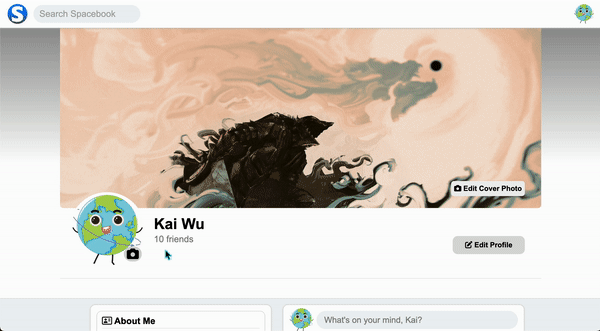 S
Search Spacebook
Edit Cover Photo
Kai Wu
10 friends
Edit Profile
About Me
What's on your mind, Kai?